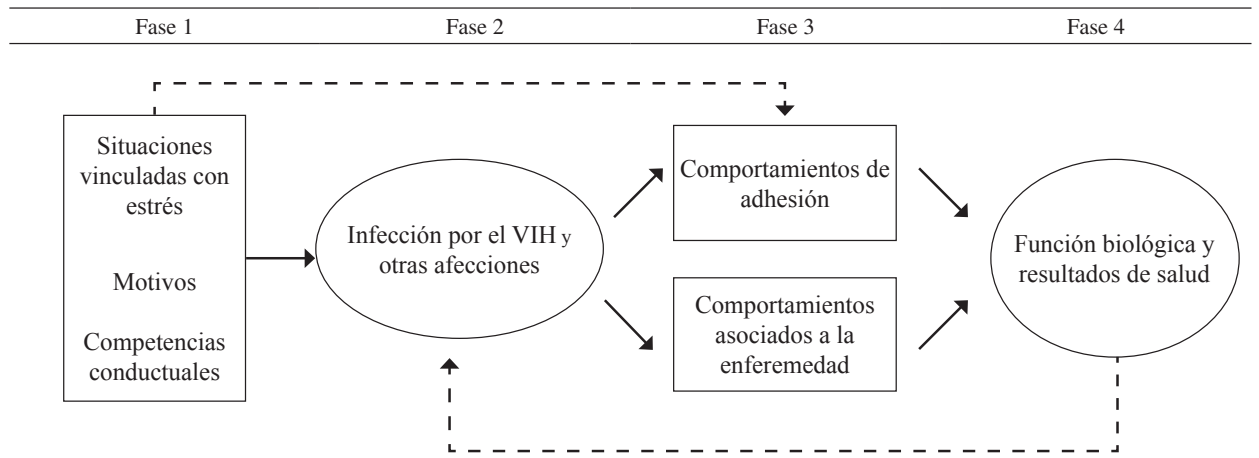 Fase 1
Fase 2
Fase 3
Fase 4
Situaciones
vinculadas con
estrés
Motivos
Competencias
conductuales
Infección por el VIH y
otras afecciones
Comportamientos de
adhesión
Comportamientos
asociados a la
enferemedad
Función biológica y
resultados de salud